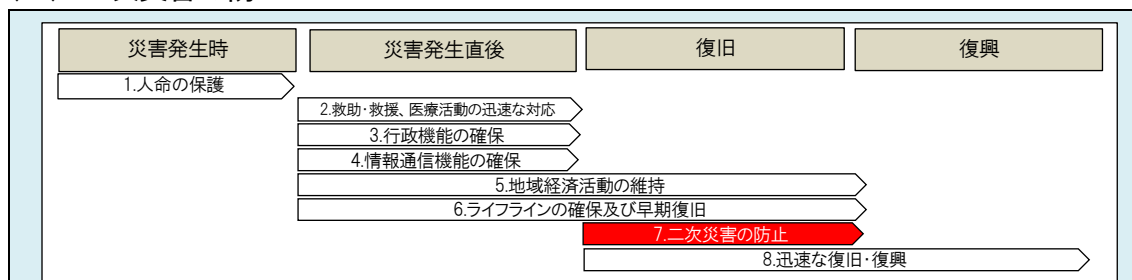 災害発生時 災害発生直後 復旧 復興
1.人命の保護
2.救助・救援、医療活動の迅速な対応
3.行政機能の確保
4.情報通信機能の確保
5.地域経済活動の維持
6.ライフラインの確保及び早期復旧
7.二次災害の防止
8.迅速な復旧・復興